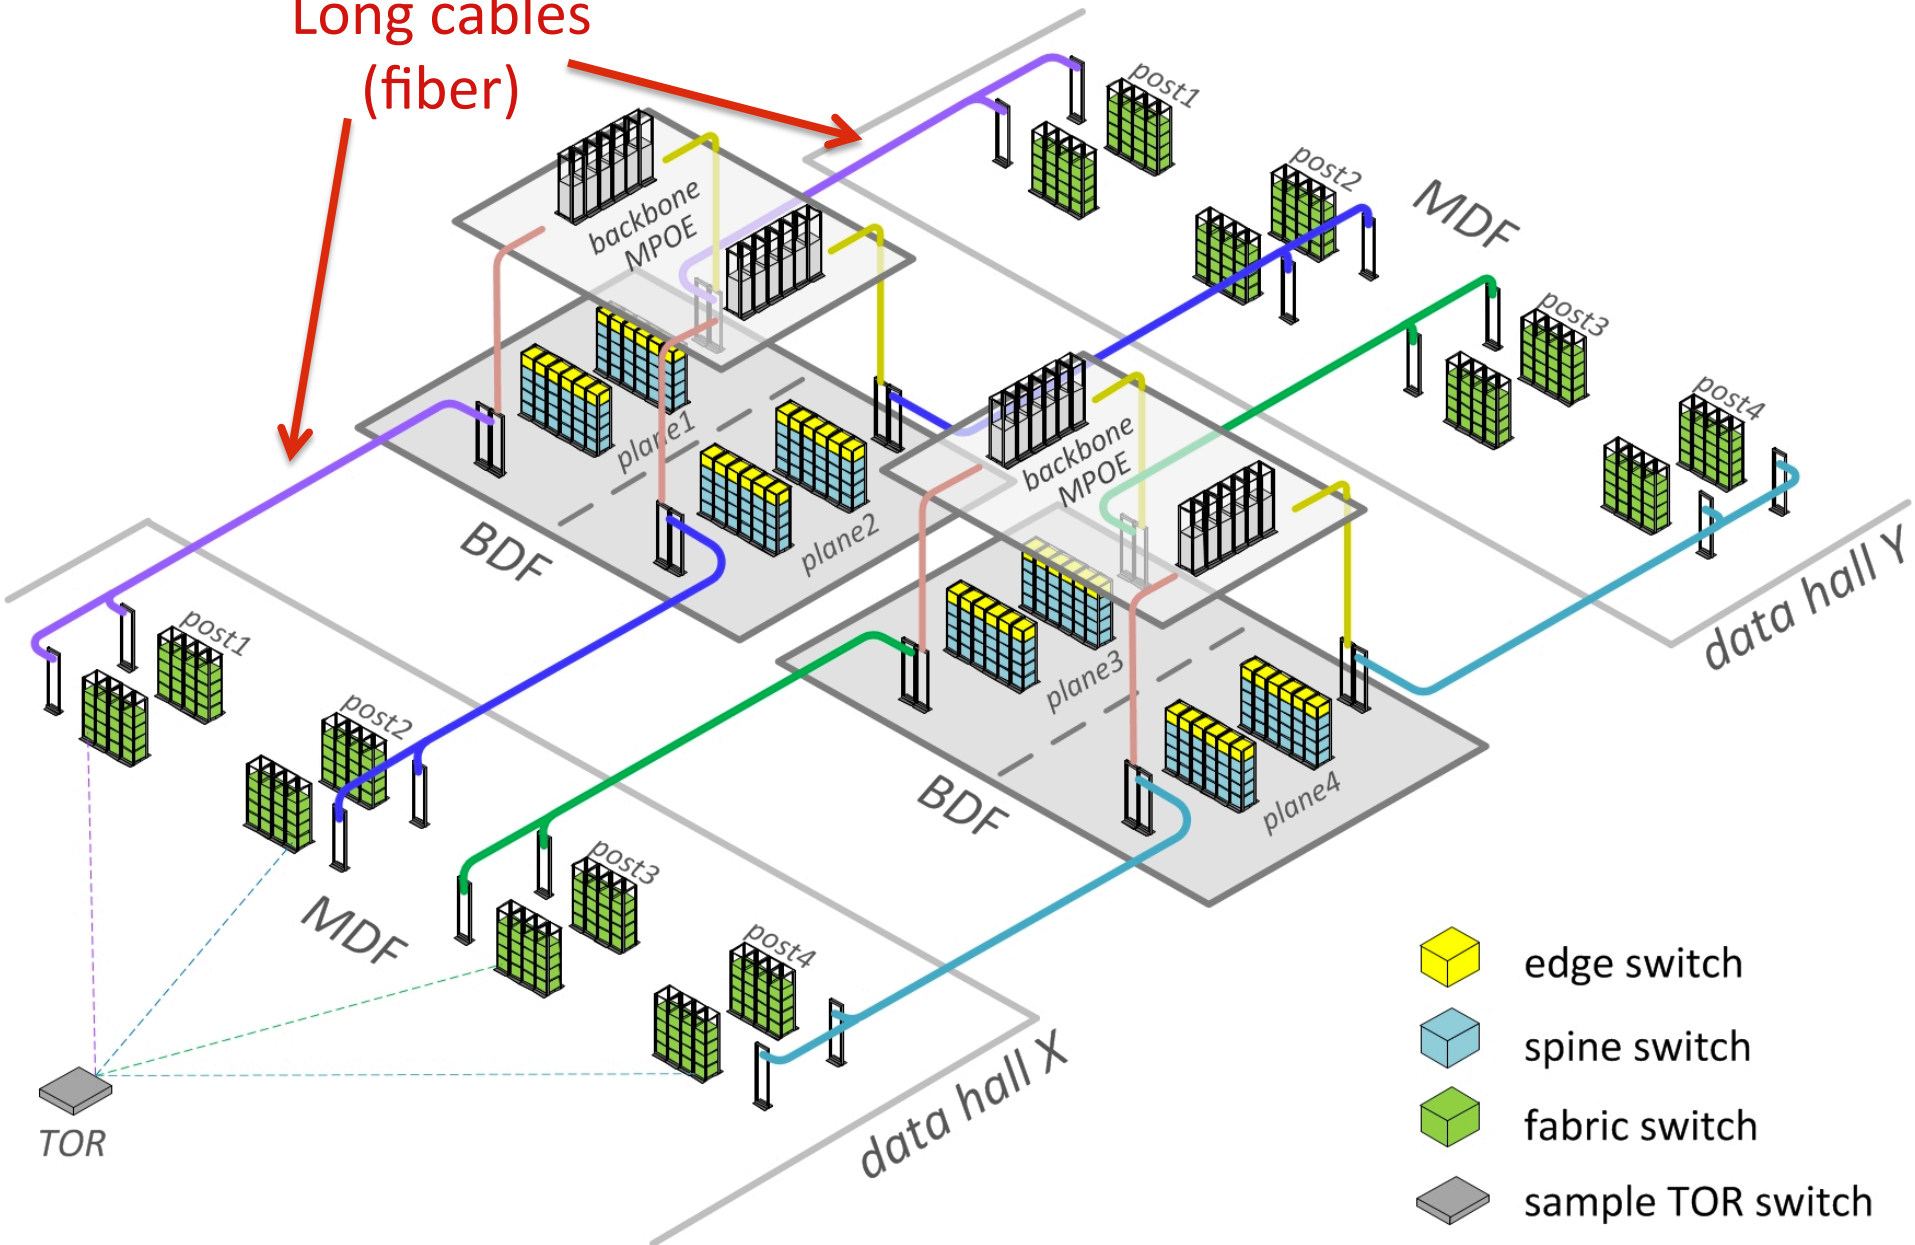 Long cables
(fiber)
post1
post2
MDF
backbone
MPOE
post3
post4
plane1
backbone
MPOE
plane2
BDF
data hall Y
post1
plane3
post2
plane4
BDF
post3
MDF
post4
edge switch
spine switch
data hall X
fabric switch
TOR
sample TOR switch